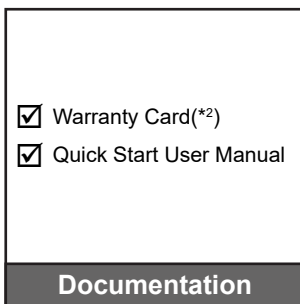 ☑ Warranty Card(*²)
☑ Quick Start User Manual
Documentation